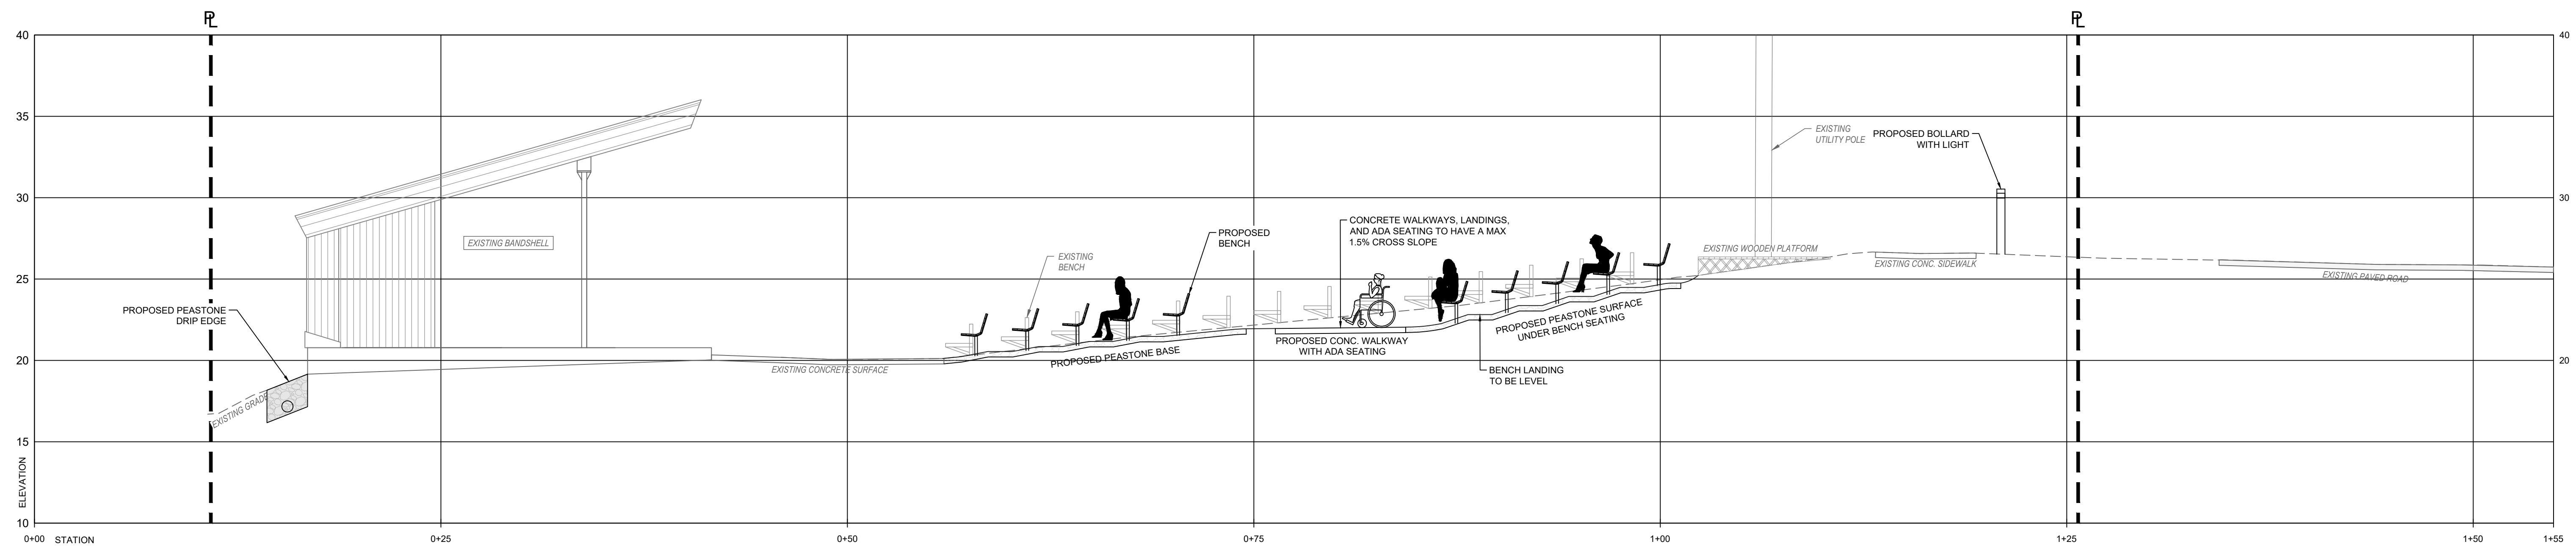 PL
PL
40
40
35
30
30
25
20
20
15
10
ELEVATION
EXISTING
UTILITY POLE
PROPOSED BOLLARD
WITH LIGHT
CONCRETE WALKWAYS, LANDINGS,
AND ADA SEATING TO HAVE A MAX
1.5% CROSS SLOPE
PROPOSED
BENCH
EXISTING BANDSHELL
EXISTING
BENCH
EXISTING WOODEN PLATFORM
EXISTING CONC. SIDEWALK
EXISTING PAVED ROAD
PROPOSED PEASTONE
DRIP EDGE
PROPOSED PEASTONE SURFACE
UNDER BENCH SEATING
PROPOSED CONC. WALKWAY
WITH ADA SEATING
PROPOSED PEASTONE BASE
EXISTING CONCRETE SURFACE
BENCH LANDING
TO BE LEVEL
EXISTING GRADE
0+00
STATION
0+25
0+50
0+75
1+00
1+25
1+50
1+55